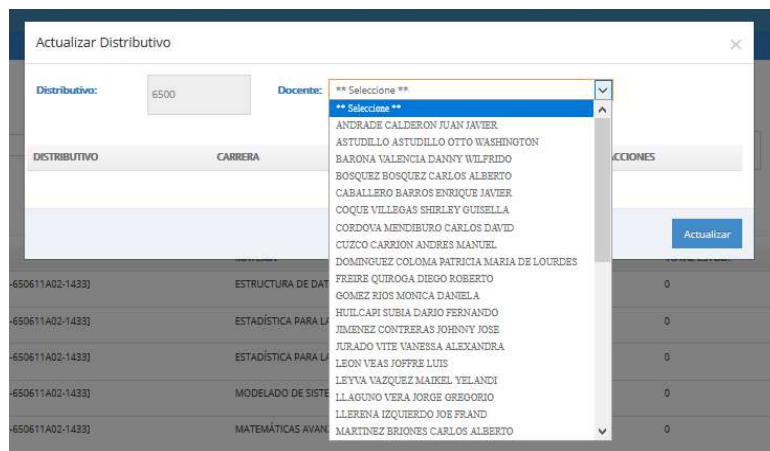 Actualizar Distributivo
×
Distributivo:
6500
Docente:
** Seleccione **
** Seleccione **
ANDRADE CALDERON JUAN JAVIER
ASTUDILLO ASTUDILLO OTTO WASHINGTON
BARONA VALENCIA DANNY WILFRIDO
BOSQUEZ BOSQUEZ CARLOS ALBERTO
CABALLERO BARROS ENRIQUE JAVIER
COQUE VILLEGAS SHIRLEY GUISELLA
CORDOVA MENDIBURO CARLOS DAVID
CUZCO CARRION ANDRES MANUEL
DOMINGUEZ COLOMA PATRICIA MARIA DE LOURDES
FREIRE QUIROGA DIEGO ROBERTO
GOMEZ RIOS MONICA DANIELA
HUILCAPI SUBIA DARIO FERNANDO
JIMENEZ CONTRERAS JOHNNY JOSE
JURADO VITE VANESSA ALEXANDRA
LEON VEAS JOFFRE LUIS
LEYVA VAZQUEZ MAIKEL YELANDI
LLAGUNO VERA JORGE GREGORIO
LLERENA IZQUIERDO JOE FRAND
MARTINEZ BRIONES CARLOS ALBERTO
DISTRIBUTIVO CARRERA ACCIONES
Actualizar
-650611A02-1433] ESTRUCTURA DE DAT 0
-650611A02-1433] ESTADÍSTICA PARA LA 0
-650611A02-1433] ESTADÍSTICA PARA LA 0
-650611A02-1433] MODELADO DE SISTE 0
-650611A02-1433] MATEMÁTICAS AVAN 0